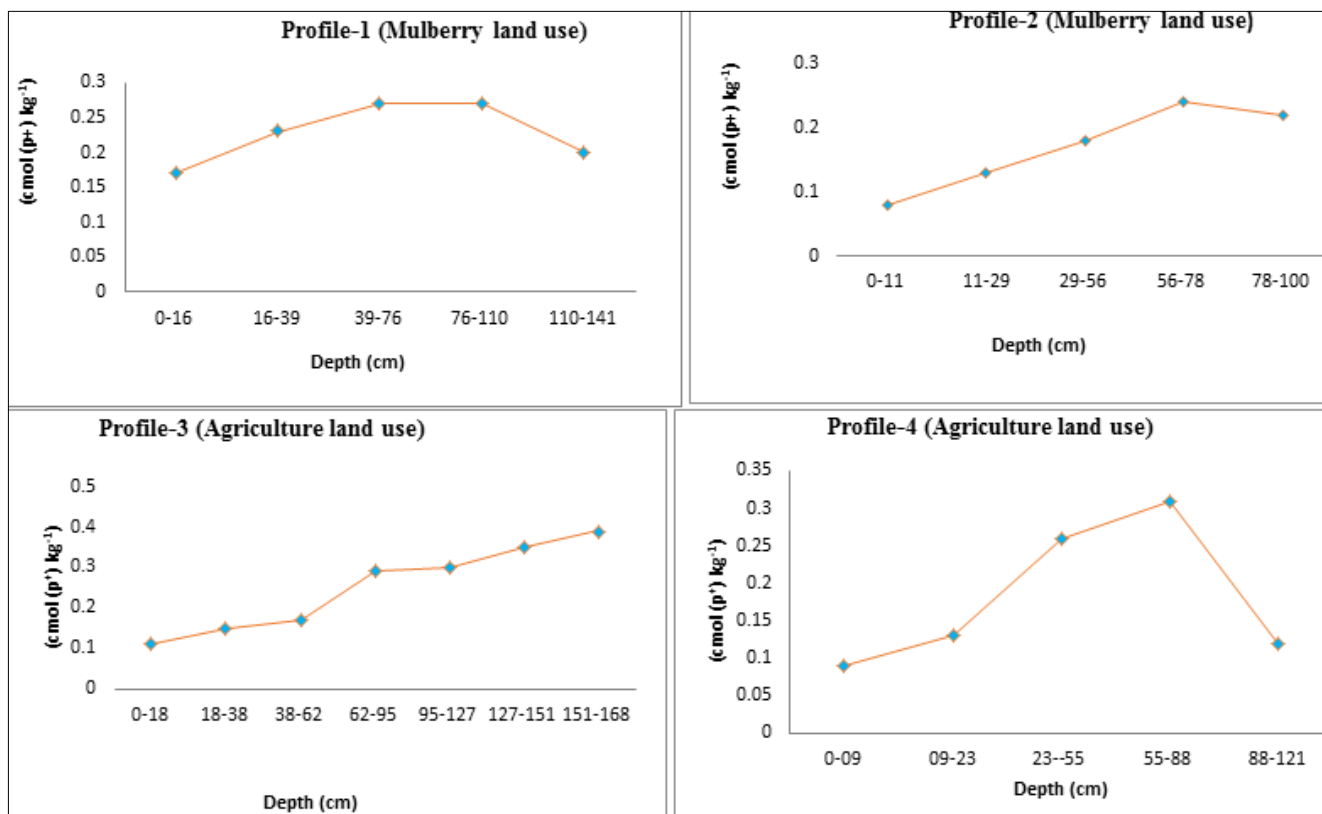 Profile-1 (Mulberry land use)
(cmol (p+) kg-1)
0.3
0.25
0.2
0.15
0.1
0.05
0
0-16 16-39 39-76 76-110 110-141
Depth (cm)
Profile-2 (Mulberry land use)
(cmol (p+) kg-1)
0.3
0.2
0.1
0
0-11 11-29 29-56 56-78 78-100
Depth (cm)
Profile-3 (Agriculture land use)
(cmol (p+) kg-1)
0.5
0.4
0.3
0.2
0.1
0
0-18 18-38 38-62 62-95 95-127 127-151 151-168
Depth (cm)
Profile-4 (Agriculture land use)
(cmol (p+) kg-1)
0.35
0.3
0.25
0.2
0.15
0.1
0.05
0
0-09 09-23 23--55 55-88 88-121
Depth (cm)